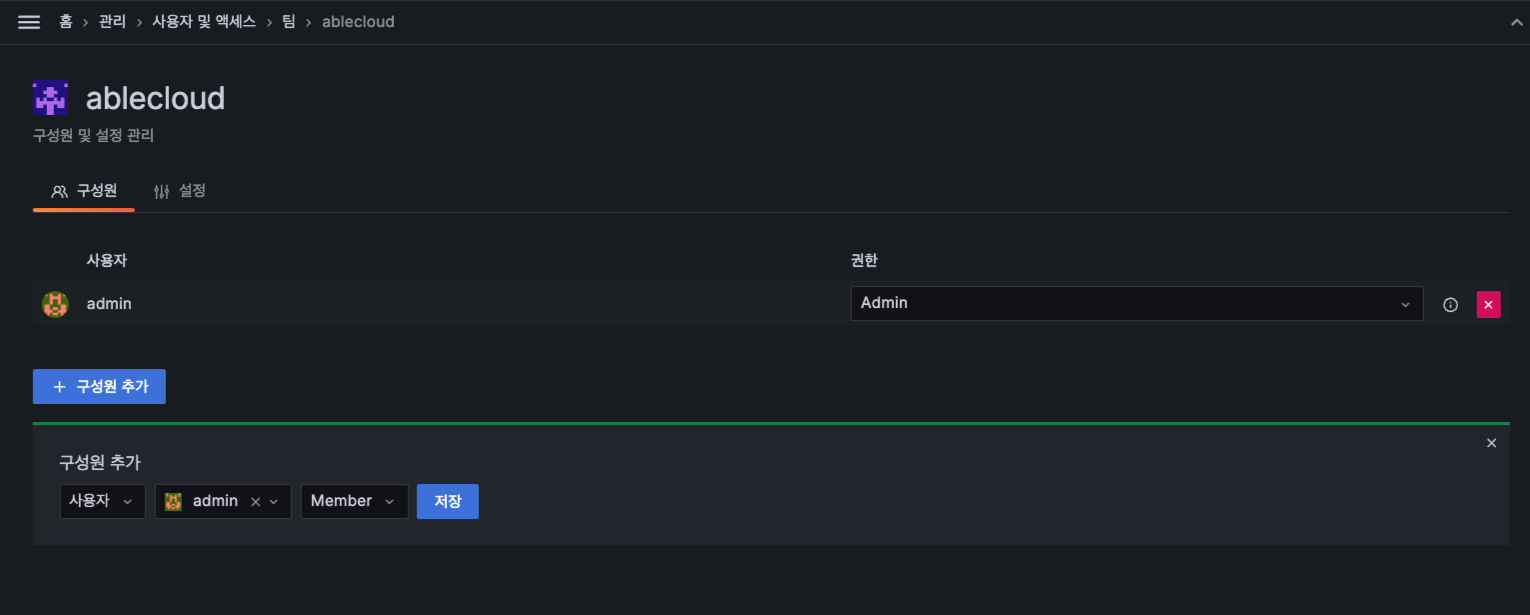 홈 > 관리 > 사용자 및 액세스 > 팀 > ablecloud
ablecloud
구성원 및 설정 관리
구성원 설정
사용자 권한
admin Admin
+ 구성원 추가
구성원 추가
사용자 admin Member 저장